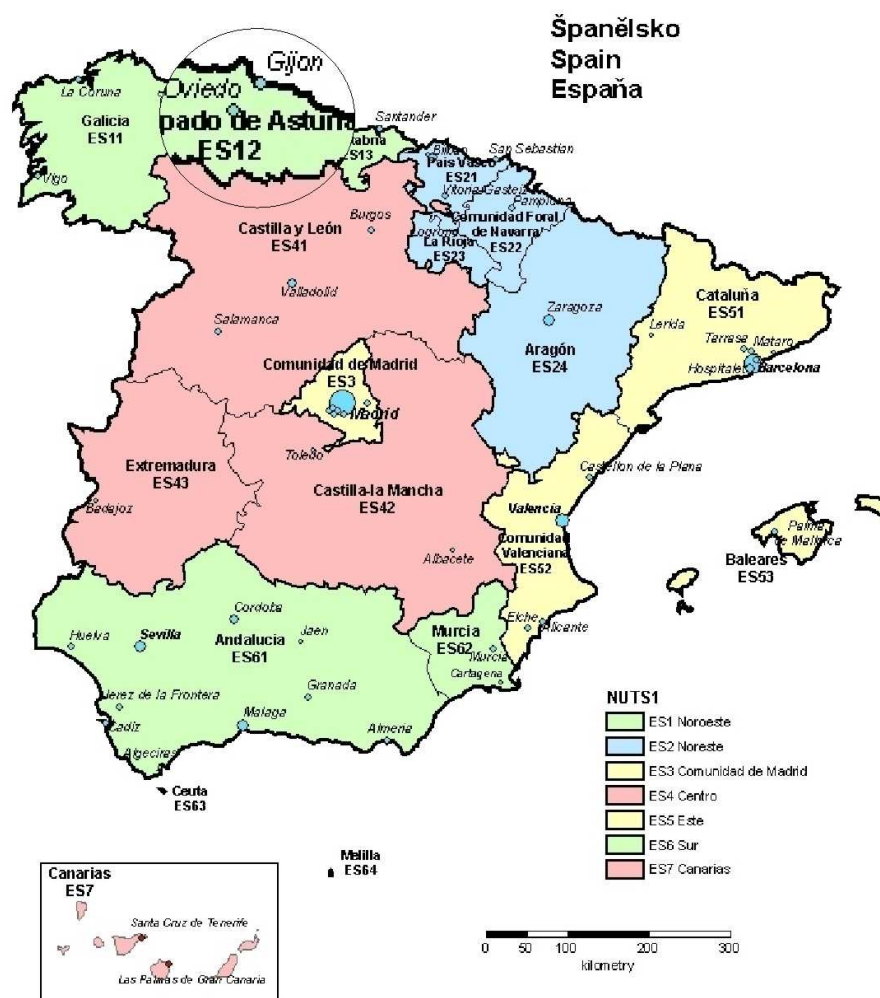 Španělsko
Spain
Espaňa
Gijon
Oviedo
La Coruna
Galicia
ES11
pado de Astur
ES12
Santander
ES13
Vigo
Bilbao
San Sebastian
Pais Vasco
ES21
Vitoria/Gasteiz
Pamplona
Comunidad Foral
de Navarra
ES22
Logrono
La Rioja
ES23
Burgos
Castilla y León
ES41
Valladolid
Salamanca
Zaragoza
Aragón
ES24
Cataluňa
ES51
Lerida
Tarrasa
Mataro
Hospitalet
Barcelona
Comunidad de Madrid
ES3
Madrid
Toledo
Extremadura
ES43
Badajoz
Castilla-la Mancha
ES42
Albacete
Castellon de la Plana
Valencia
Comunidad
Valenciana
ES52
Palma
de Mallorca
Baleares
ES53
Elche
Alicante
Cordoba
Huelva
Sevilla
Andalucia
ES61
Jaen
Murcia
ES62
Murcia
Cartagena
Granada
Jerez de la Frontera
Cadiz
Malaga
Almeria
Algeciras
Ceuta
ES63
Melilla
ES64
NUTS1
ES1 Noroeste
ES2 Noreste
ES3 Comunidad de Madrid
ES4 Centro
ES5 Este
ES6 Sur
ES7 Canarias
Canarias
ES7
Santa Cruz de Tenerife
Las Palmas de Gran Canaria
0 50 100 200 300
kilometry